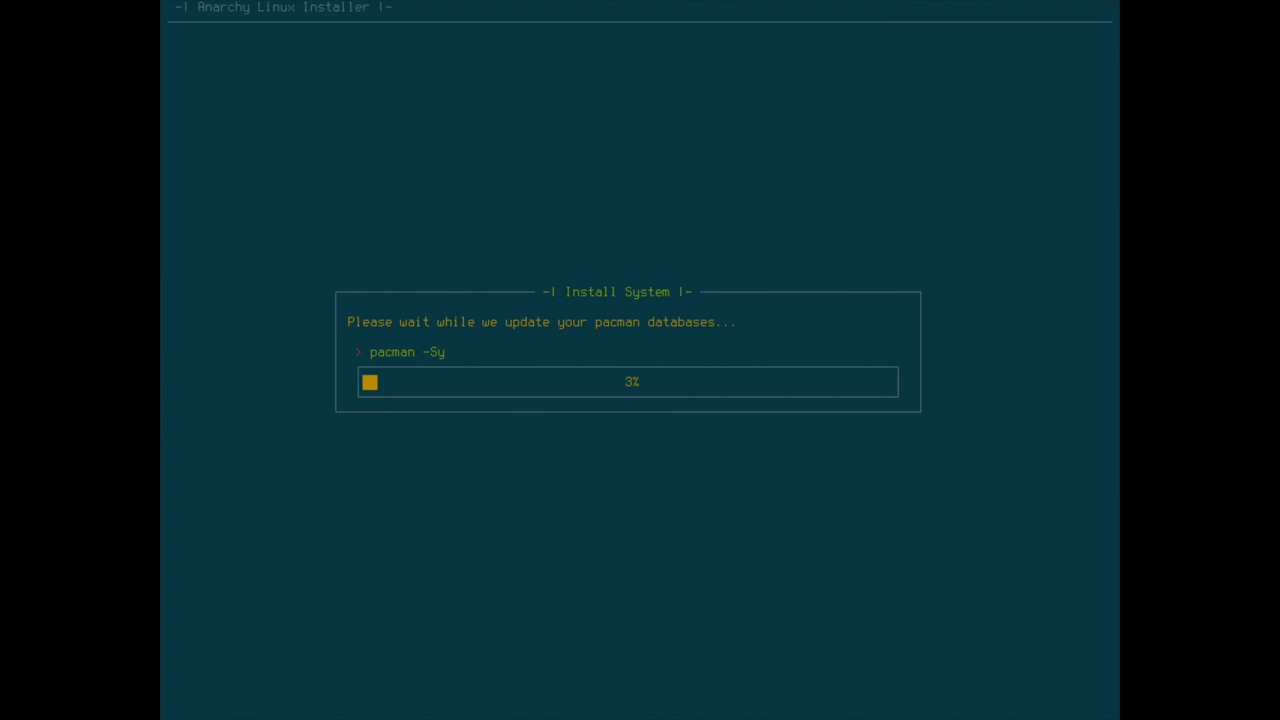 -| Anarchy Linux Installer |-
-| Install System |-
Please wait while we update your pacman databases...
> pacman -Sy
3%